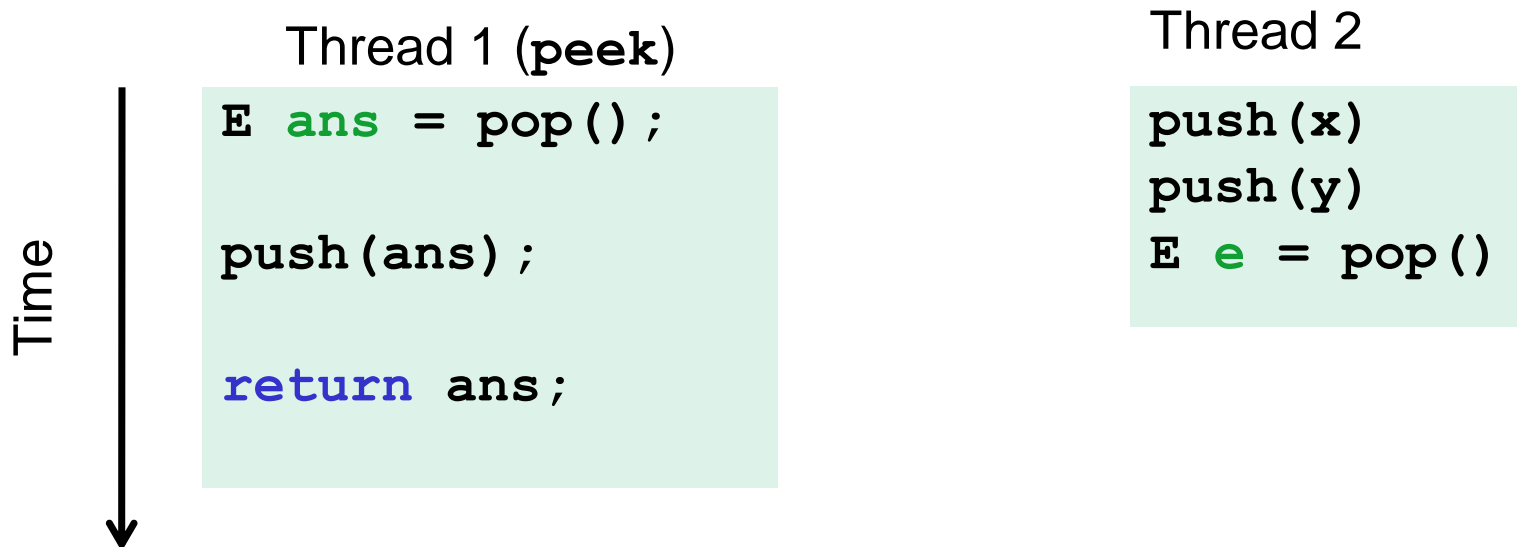 Thread 1 (peek)
Time
E ans = pop();
push(ans);
return ans;
Thread 2
push(x)
push(y)
E e = pop()